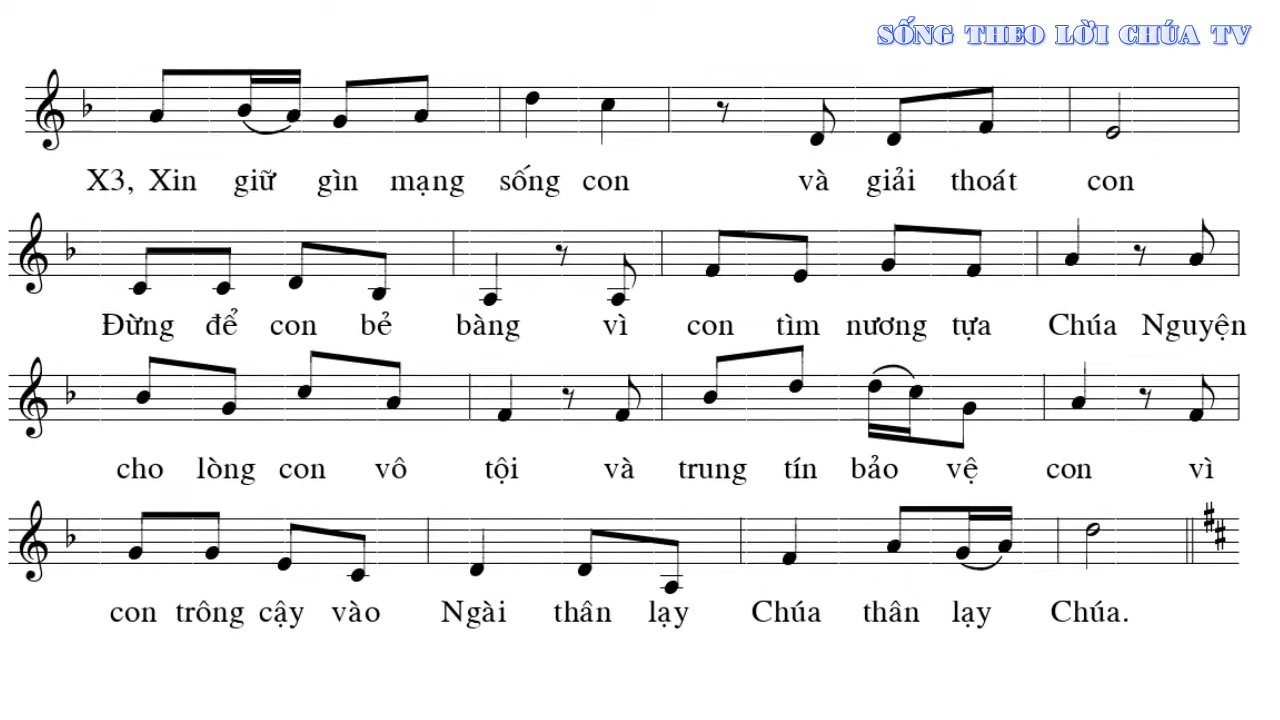 SỐNG THEO LỜI CHÚA TV
X3, Xin giữ gìn mạng sống con và giải thoát con
Đừng để con bẻ bàng vì con tìm nương tựa Chúa Nguyện
cho lòng con vô tội và trung tín bảo vệ con vì
con trông cậy vào Ngài thân lạy Chúa thân lạy Chúa.